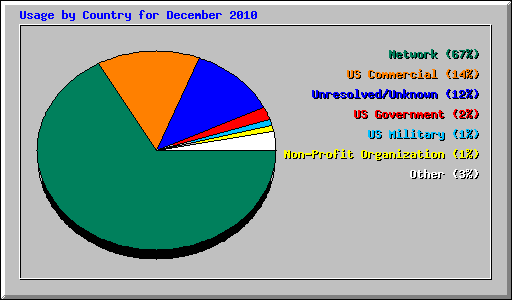 Usage by Country for December 2010
Network (67%)
US Commercial (14%)
Unresolved/Unknown (12%)
US Government (2%)
US Military (1%)
Non-Profit Organization (1%)
Other (3%)